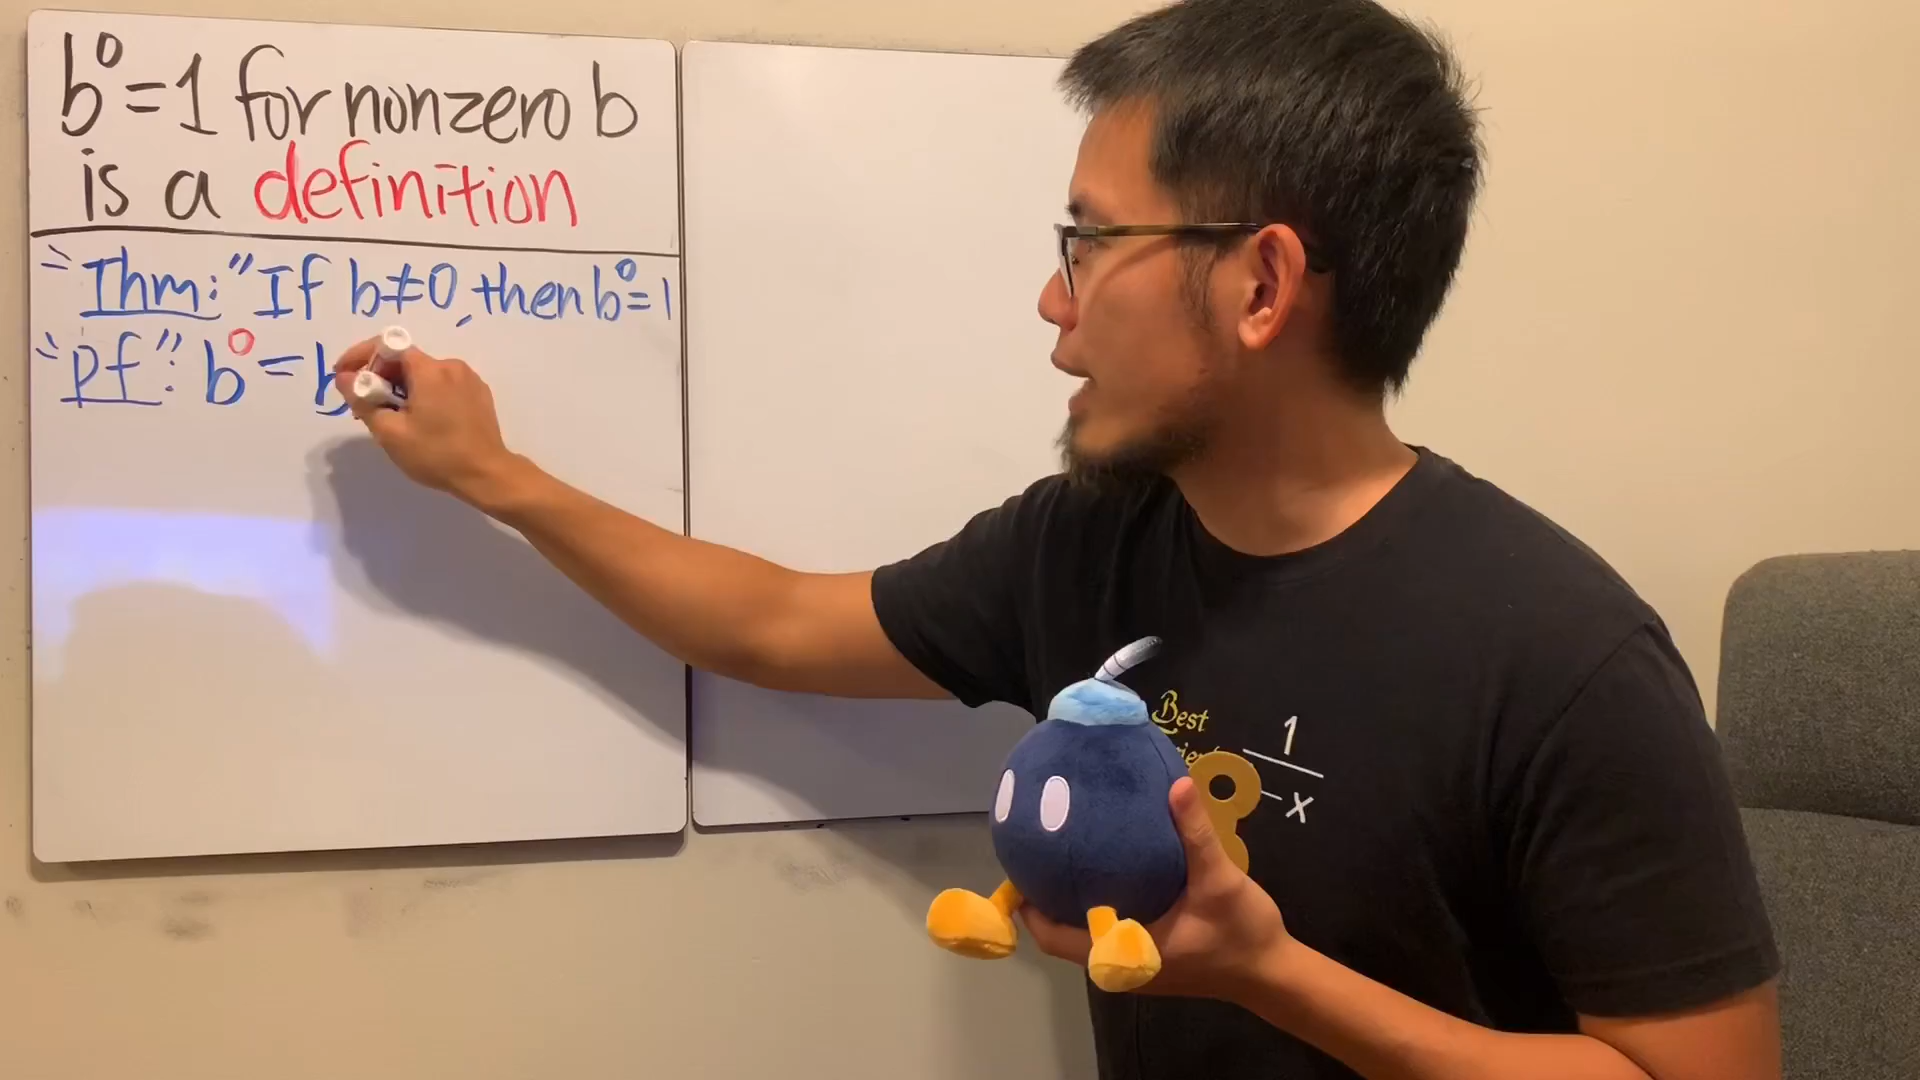 b⁰=1 for nonzero b
is a definition
"Thm:" If b≠0, then b⁰=1
"pf": b⁰ = b
Best
1
-x